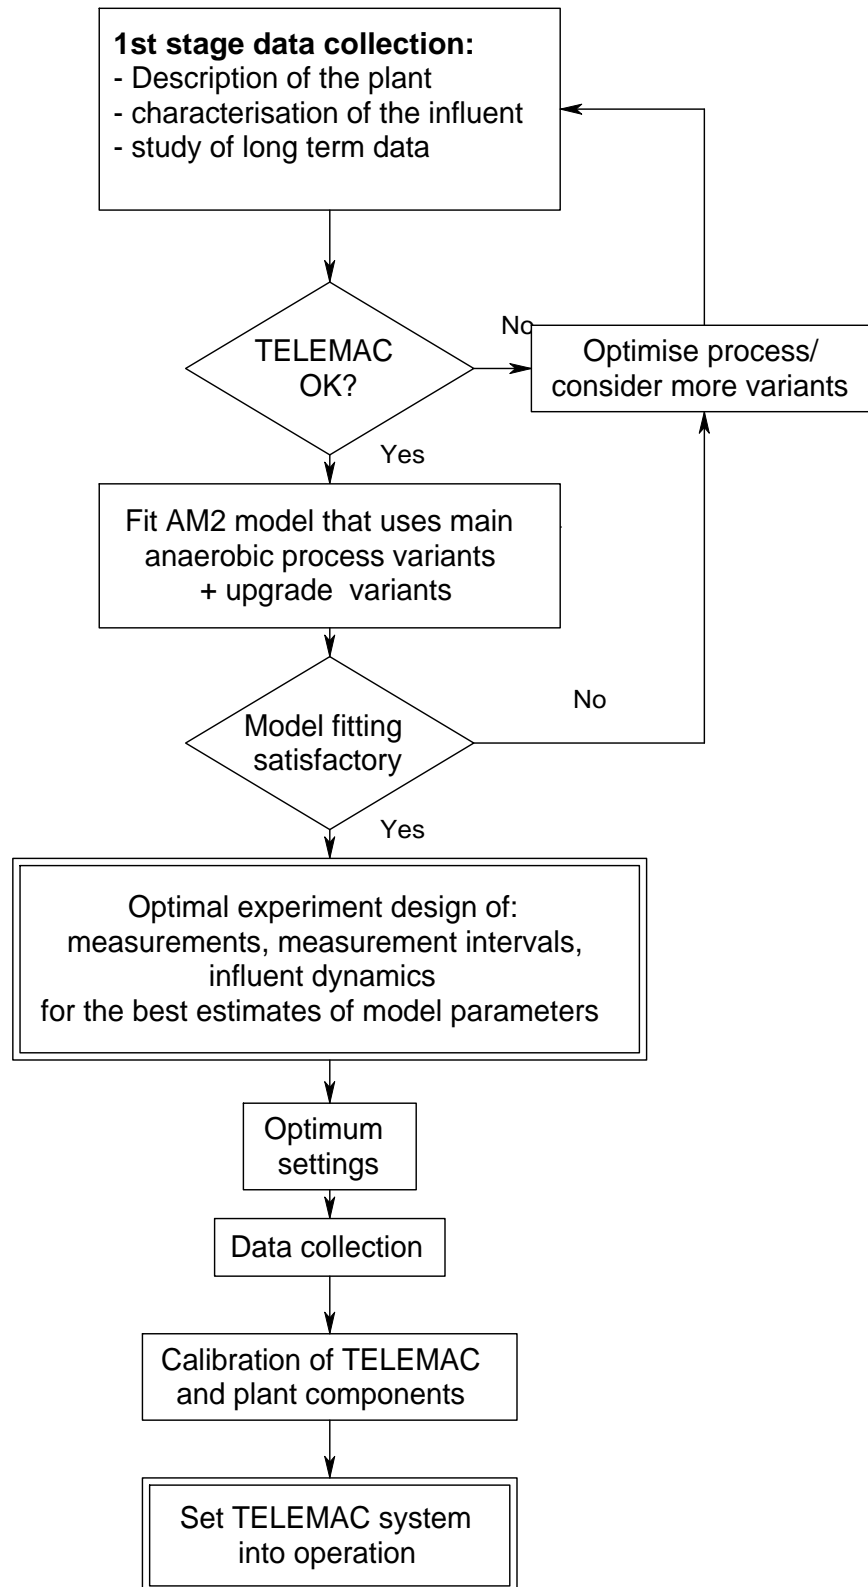 1st stage data collection:
- Description of the plant
- characterisation of the influent
- study of long term data
TELEMAC
OK?
No
Optimise process/
consider more variants
Yes
Fit AM2 model that uses main
anaerobic process variants
+ upgrade variants
Model fitting
satisfactory
No
Yes
Optimal experiment design of:
measurements, measurement intervals,
influent dynamics
for the best estimates of model parameters
Optimum
settings
Data collection
Calibration of TELEMAC
and plant components
Set TELEMAC system
into operation